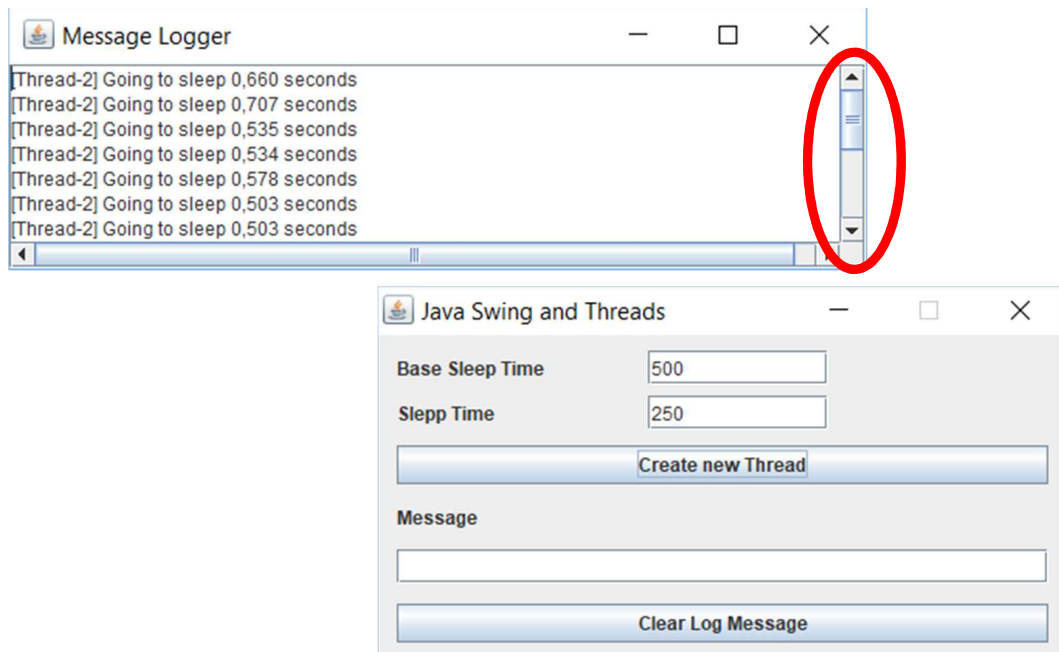 Message Logger
[Thread-2] Going to sleep 0,660 seconds
[Thread-2] Going to sleep 0,707 seconds
[Thread-2] Going to sleep 0,535 seconds
[Thread-2] Going to sleep 0,534 seconds
[Thread-2] Going to sleep 0,578 seconds
[Thread-2] Going to sleep 0,503 seconds
[Thread-2] Going to sleep 0,503 seconds
Java Swing and Threads
Base Sleep Time 500
Slepp Time 250
Create new Thread
Message
Clear Log Message